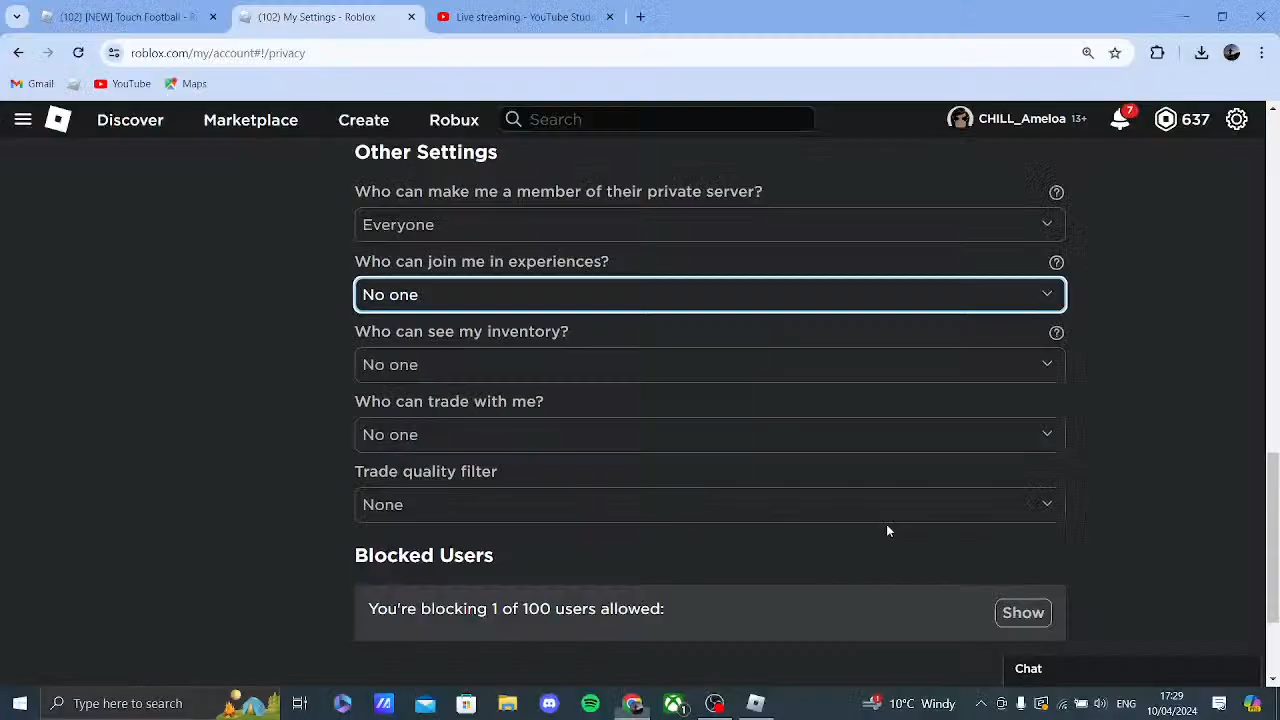 (102) [NEW] Touch Football - R
(102) My Settings - Roblox
Live streaming - YouTube Studi
roblox.com/my/account#!/privacy
Gmail
YouTube
Maps
Discover
Marketplace
Create
Robux
Search
CHILL_Ameloa 13+
7
637
Other Settings
Who can make me a member of their private server?
Everyone
Who can join me in experiences?
No one
Who can see my inventory?
No one
Who can trade with me?
No one
Trade quality filter
None
Blocked Users
You're blocking 1 of 100 users allowed:
Show
Chat
Type here to search
1
10°C Windy
ENG
17:29
10/04/2024